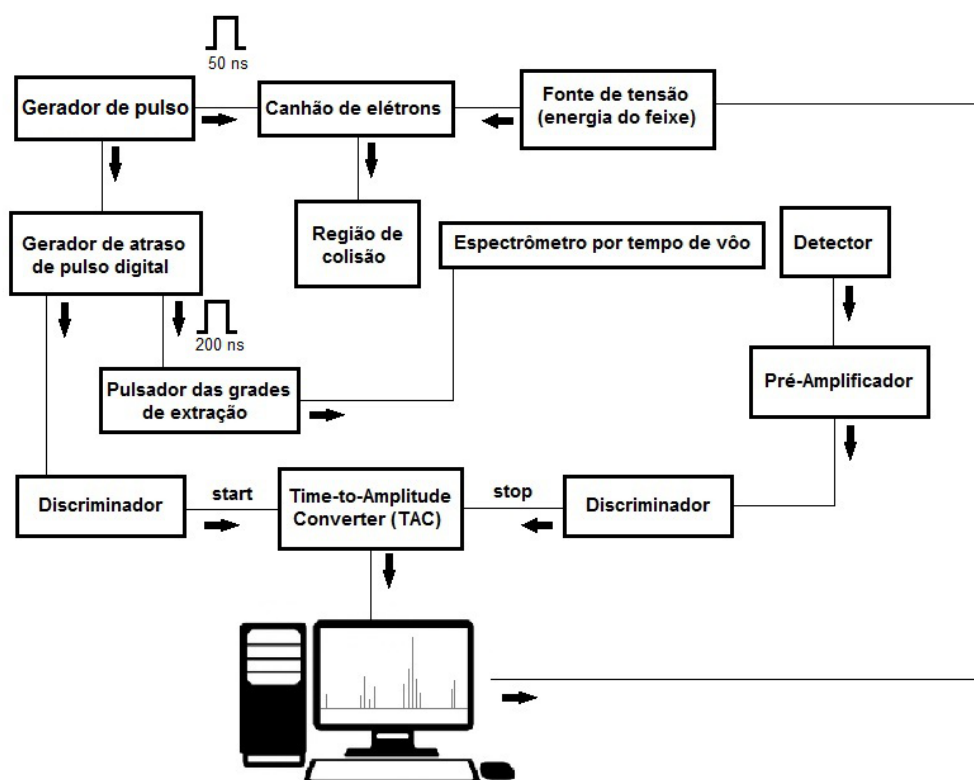 50 ns
Gerador de pulso
Canhão de elétrons
Fonte de tensão
(energia do feixe)
Gerador de atraso
de pulso digital
Região de
colisão
Espectrômetro por tempo de vôo
Detector
200 ns
Pulsador das grades
de extração
Pré-Amplificador
Discriminador
start
Time-to-Amplitude
Converter (TAC)
stop
Discriminador